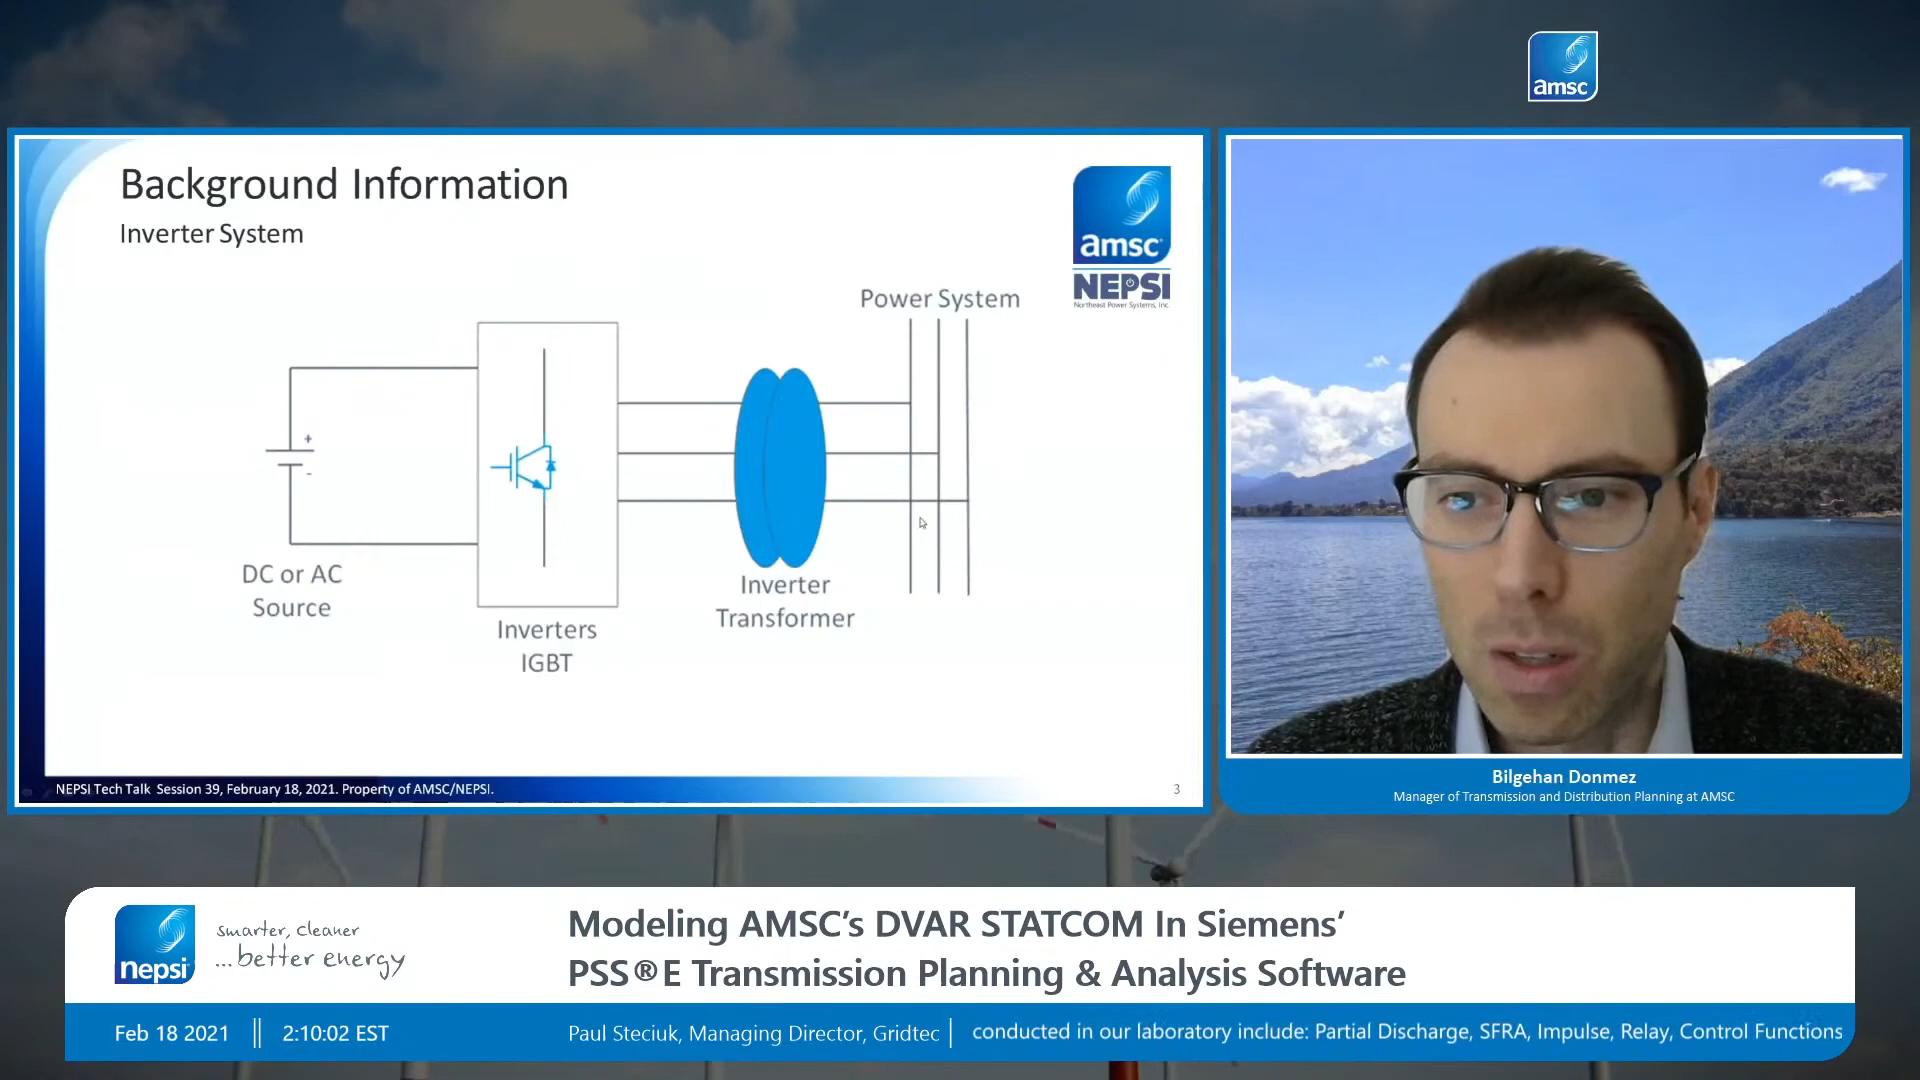 amsc
Background Information
Inverter System
amsc
NEPSI
Northeast Power Systems, Inc.
Power System
+
-
DC or AC
Source
Inverters
IGBT
Inverter
Transformer
NEPSI Tech Talk Session 39, February 18, 2021. Property of AMSC/NEPSI.
3
Bilgehan Donmez
Manager of Transmission and Distribution Planning at AMSC
nepsi
smarter, cleaner
...better energy
Modeling AMSC's DVAR STATCOM In Siemens'
PSS®E Transmission Planning & Analysis Software
Feb 18 2021 || 2:10:02 EST
Paul Steciuk, Managing Director, Gridtec |
conducted in our laboratory include: Partial Discharge, SFRA, Impulse, Relay, Control Functions